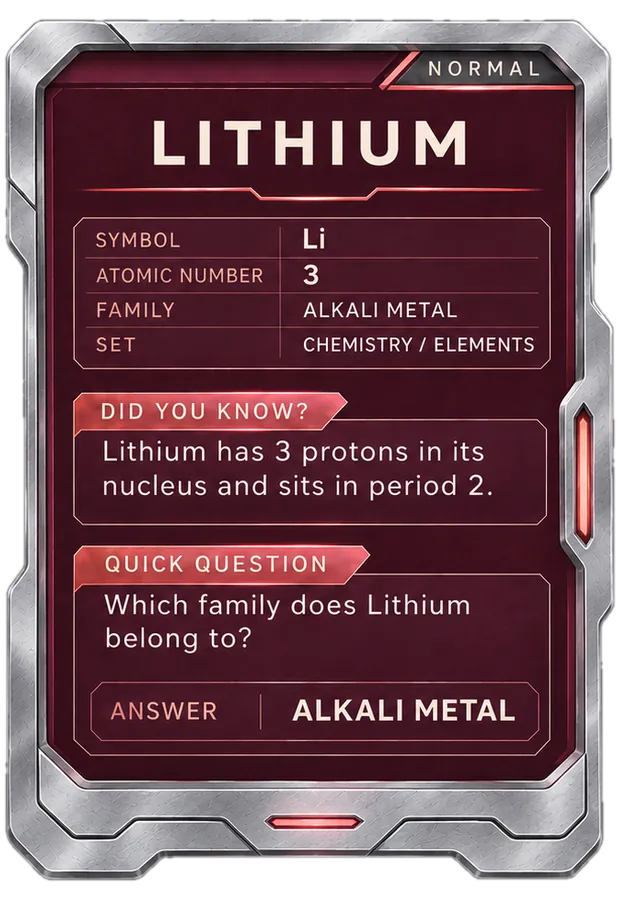 NORMAL
LITHIUM
SYMBOL Li
ATOMIC NUMBER 3
FAMILY ALKALI METAL
SET CHEMISTRY / ELEMENTS
DID YOU KNOW?
Lithium has 3 protons in its
nucleus and sits in period 2.
QUICK QUESTION
Which family does Lithium
belong to?
ANSWER ALKALI METAL